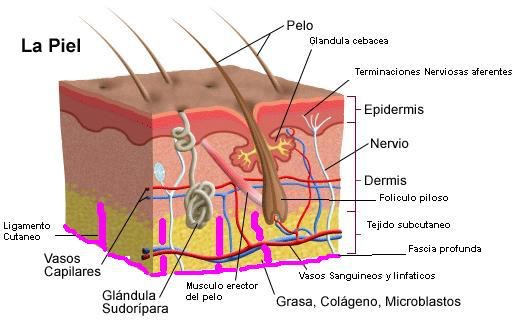 La Piel
Pelo
Glandula cebacea
Terminaciones Nerviosas aferentes
Epidermis
Nervio
Dermis
Foliculo piloso
Tejido subcutaneo
Fascia profunda
Ligamento
Cutaneo
Vasos
Capilares
Glándula
Sudorípara
Musculo erector
del pelo
Vasos Sanguineos y linfaticos
Grasa, Colágeno, Microblastos